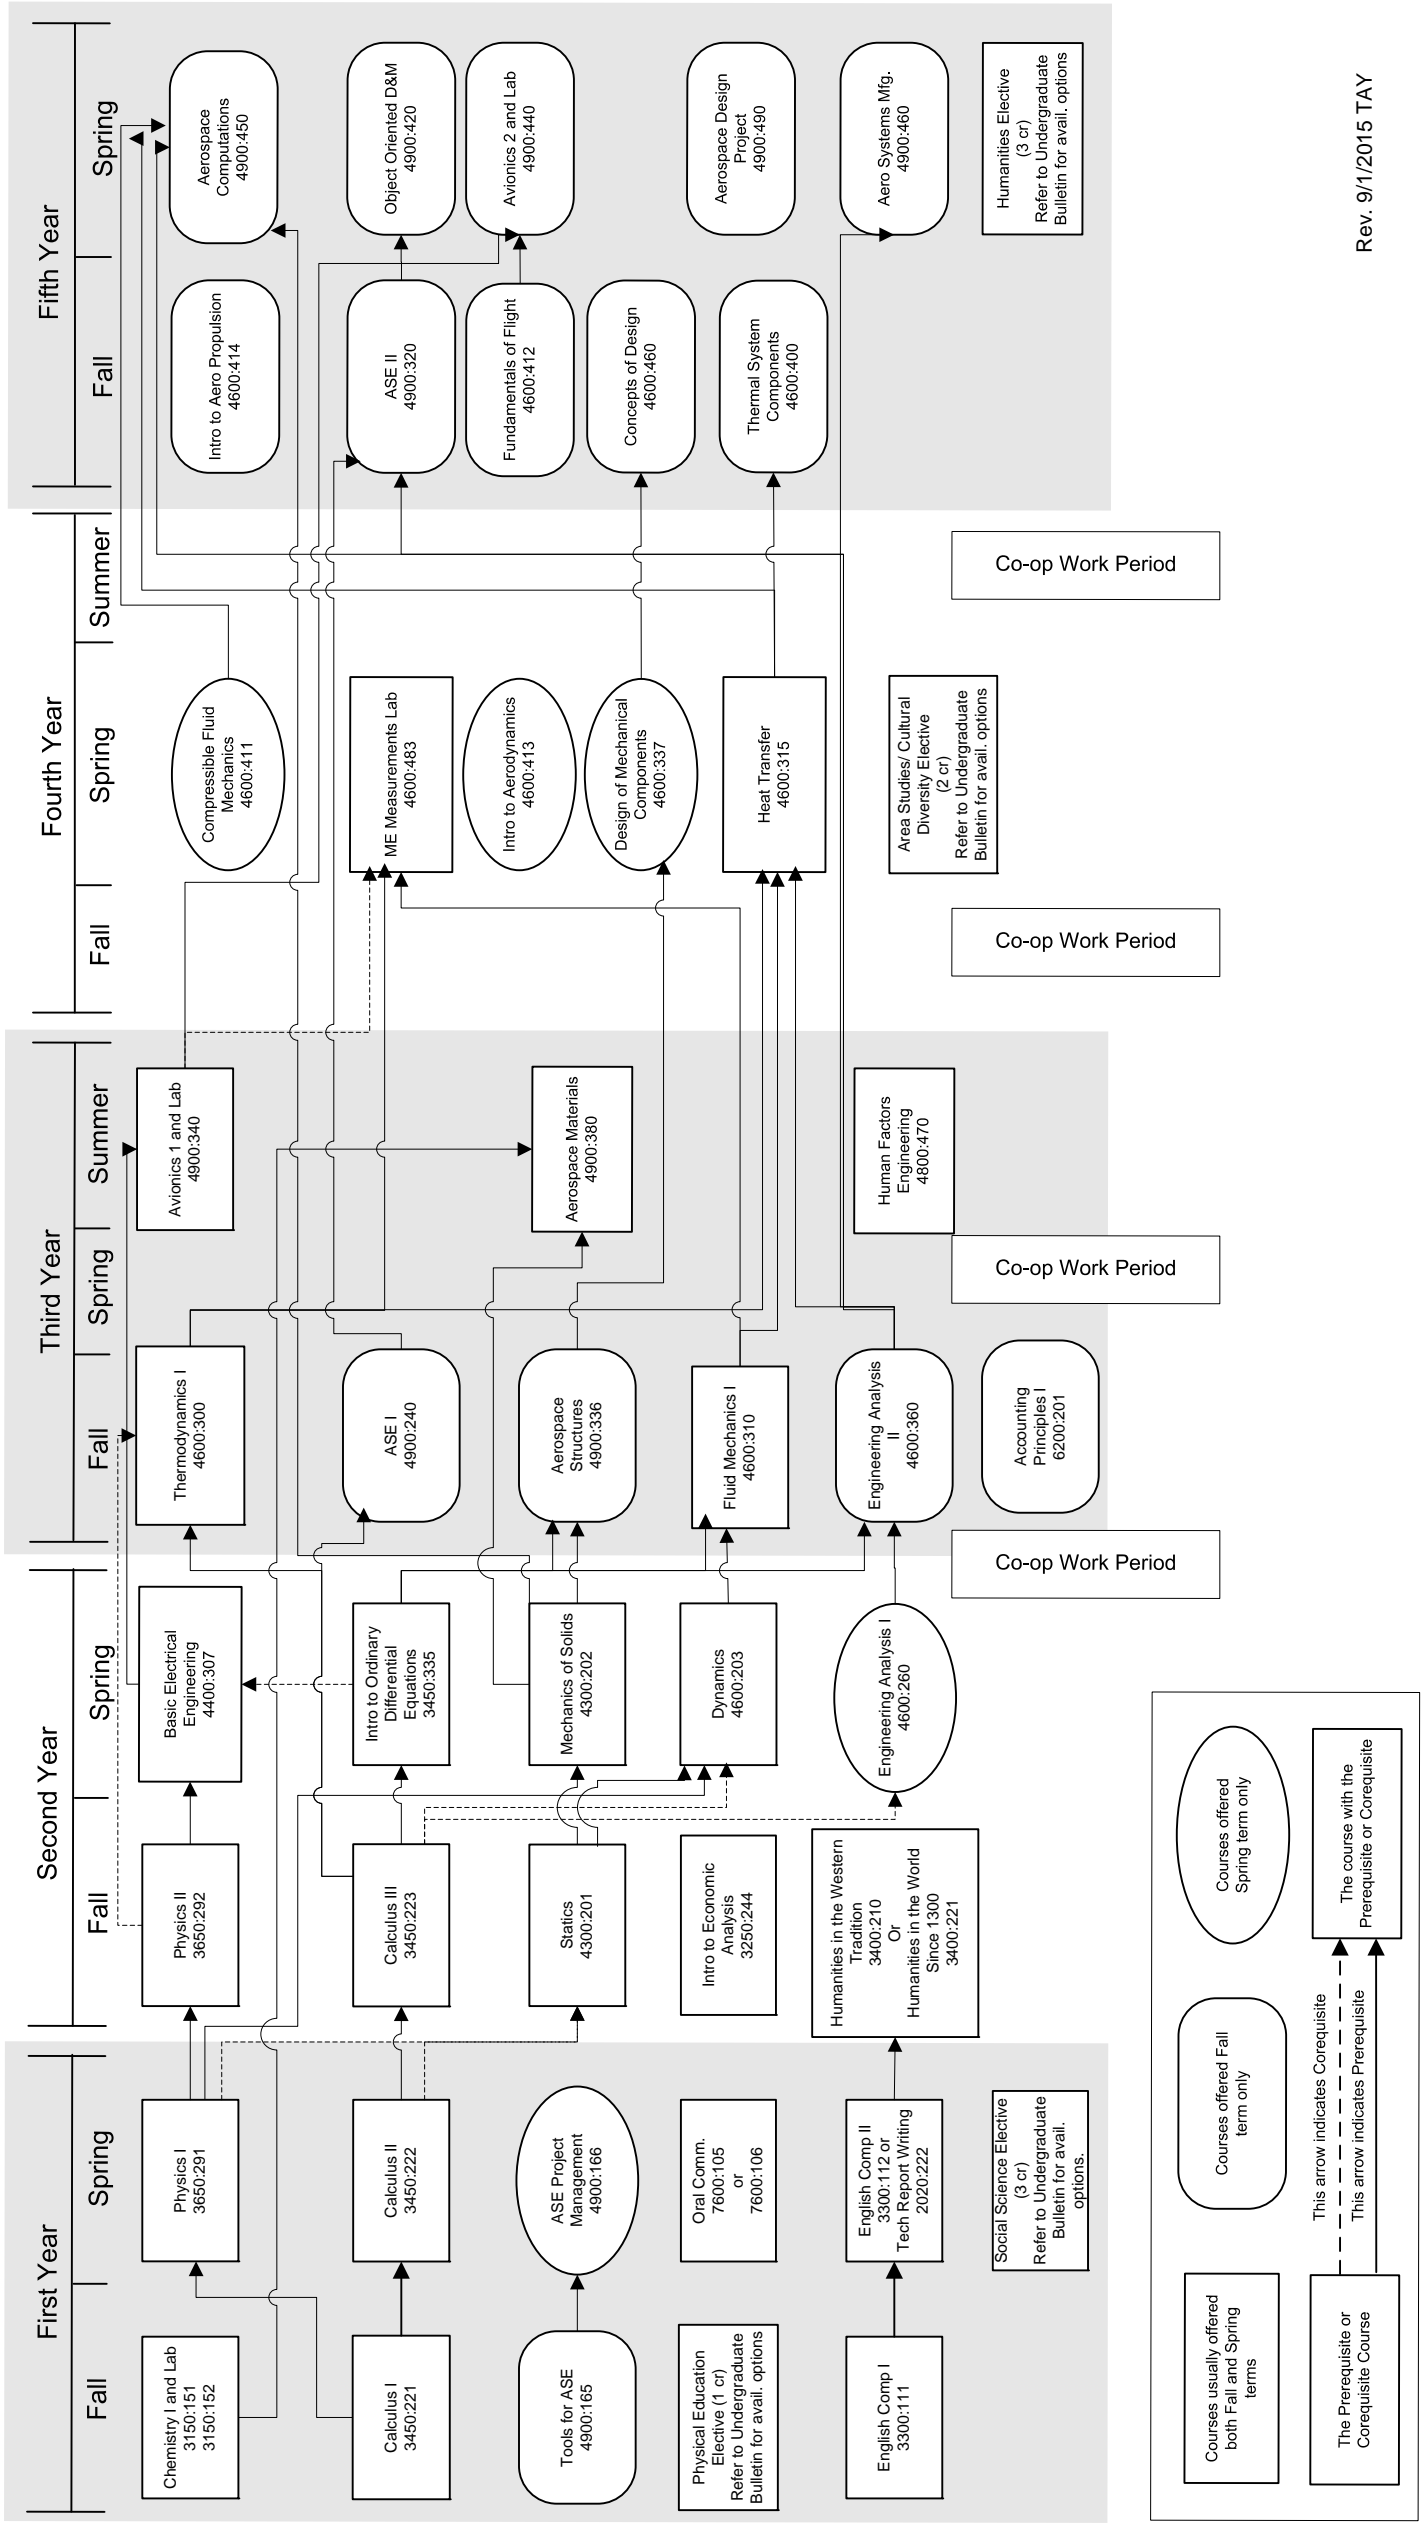 First Year
Second Year
Third Year
Fourth Year
Fifth Year
Fall
Spring
Fall
Spring
Fall
Spring
Summer
Fall
Spring
Summer
Fall
Spring
Chemistry I and Lab
3150:151
3150:152
Calculus I
3450:221
Tools for ASE
4900:165
Physical Education
Elective (1 cr)
Refer to Undergraduate
Bulletin for avail. options
English Comp I
3300:111
Physics I
3650:291
Calculus II
3450:222
ASE Project
Management
4900:166
Oral Comm.
7600:105
or
7600:106
English Comp II
3300:112 or
Tech Report Writing
2020:222
Social Science Elective
(3 cr)
Refer to Undergraduate
Bulletin for avail.
options.
Physics II
3650:292
Calculus III
3450:223
Statics
4300:201
Intro to Economic
Analysis
3250:244
Humanities in the Western
Tradition
3400:210
Or
Humanities in the World
Since 1300
3400:221
Basic Electrical
Engineering
4400:307
Intro to Ordinary
Differential
Equations
3450:335
Mechanics of Solids
4300:202
Dynamics
4600:203
Engineering Analysis I
4600:260
Co-op Work Period
Thermodynamics I
4600:300
ASE I
4900:240
Aerospace
Structures
4900:336
Fluid Mechanics I
4600:310
Engineering Analysis
II
4600:360
Accounting
Principles I
6200:201
Co-op Work Period
Avionics 1 and Lab
4900:340
Aerospace Materials
4900:380
Human Factors
Engineering
4800:470
Co-op Work Period
Compressible Fluid
Mechanics
4600:411
ME Measurements Lab
4600:483
Intro to Aerodynamics
4600:413
Design of Mechanical
Components
4600:337
Heat Transfer
4600:315
Area Studies/ Cultural
Diversity Elective
(2 cr)
Refer to Undergraduate
Bulletin for avail. options
Co-op Work Period
Intro to Aero Propulsion
4600:414
ASE II
4900:320
Fundamentals of Flight
4600:412
Concepts of Design
4600:460
Thermal System
Components
4600:400
Aerospace
Computations
4900:450
Object Oriented D&M
4900:420
Avionics 2 and Lab
4900:440
Aerospace Design
Project
4900:490
Aero Systems Mfg.
4900:460
Humanities Elective
(3 cr)
Refer to Undergraduate
Bulletin for avail. options
Courses usually offered
both Fall and Spring
terms
Courses offered Fall
term only
Courses offered
Spring term only
The Prerequisite or
Corequisite Course
This arrow indicates Corequisite
This arrow indicates Prerequisite
The course with the
Prerequisite or Corequisite
Rev. 9/1/2015 TAY